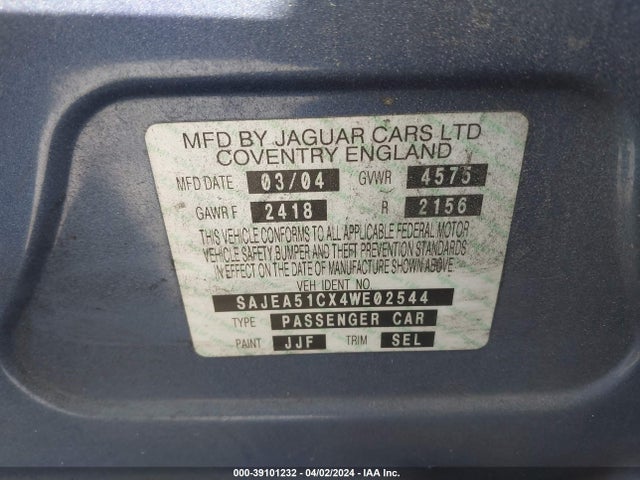 MFD BY JAGUAR CARS LTD
COVENTRY ENGLAND
MFD DATE 03/04 GVWR 4575
GAWR F 2418 R 2156
THIS VEHICLE CONFORMS TO ALL APPLICABLE FEDERAL MOTOR
VEHICLE SAFETY, BUMPER AND THEFT PREVENTION STANDARDS
IN EFFECT ON THE DATE OF MANUFACTURE SHOWN ABOVE
VEH IDENT NO
SAJEA51CX4WE02544
TYPE PASSENGER CAR
PAINT JJF TRIM SEL
000-39101232 - 04/02/2024 - IAA Inc.